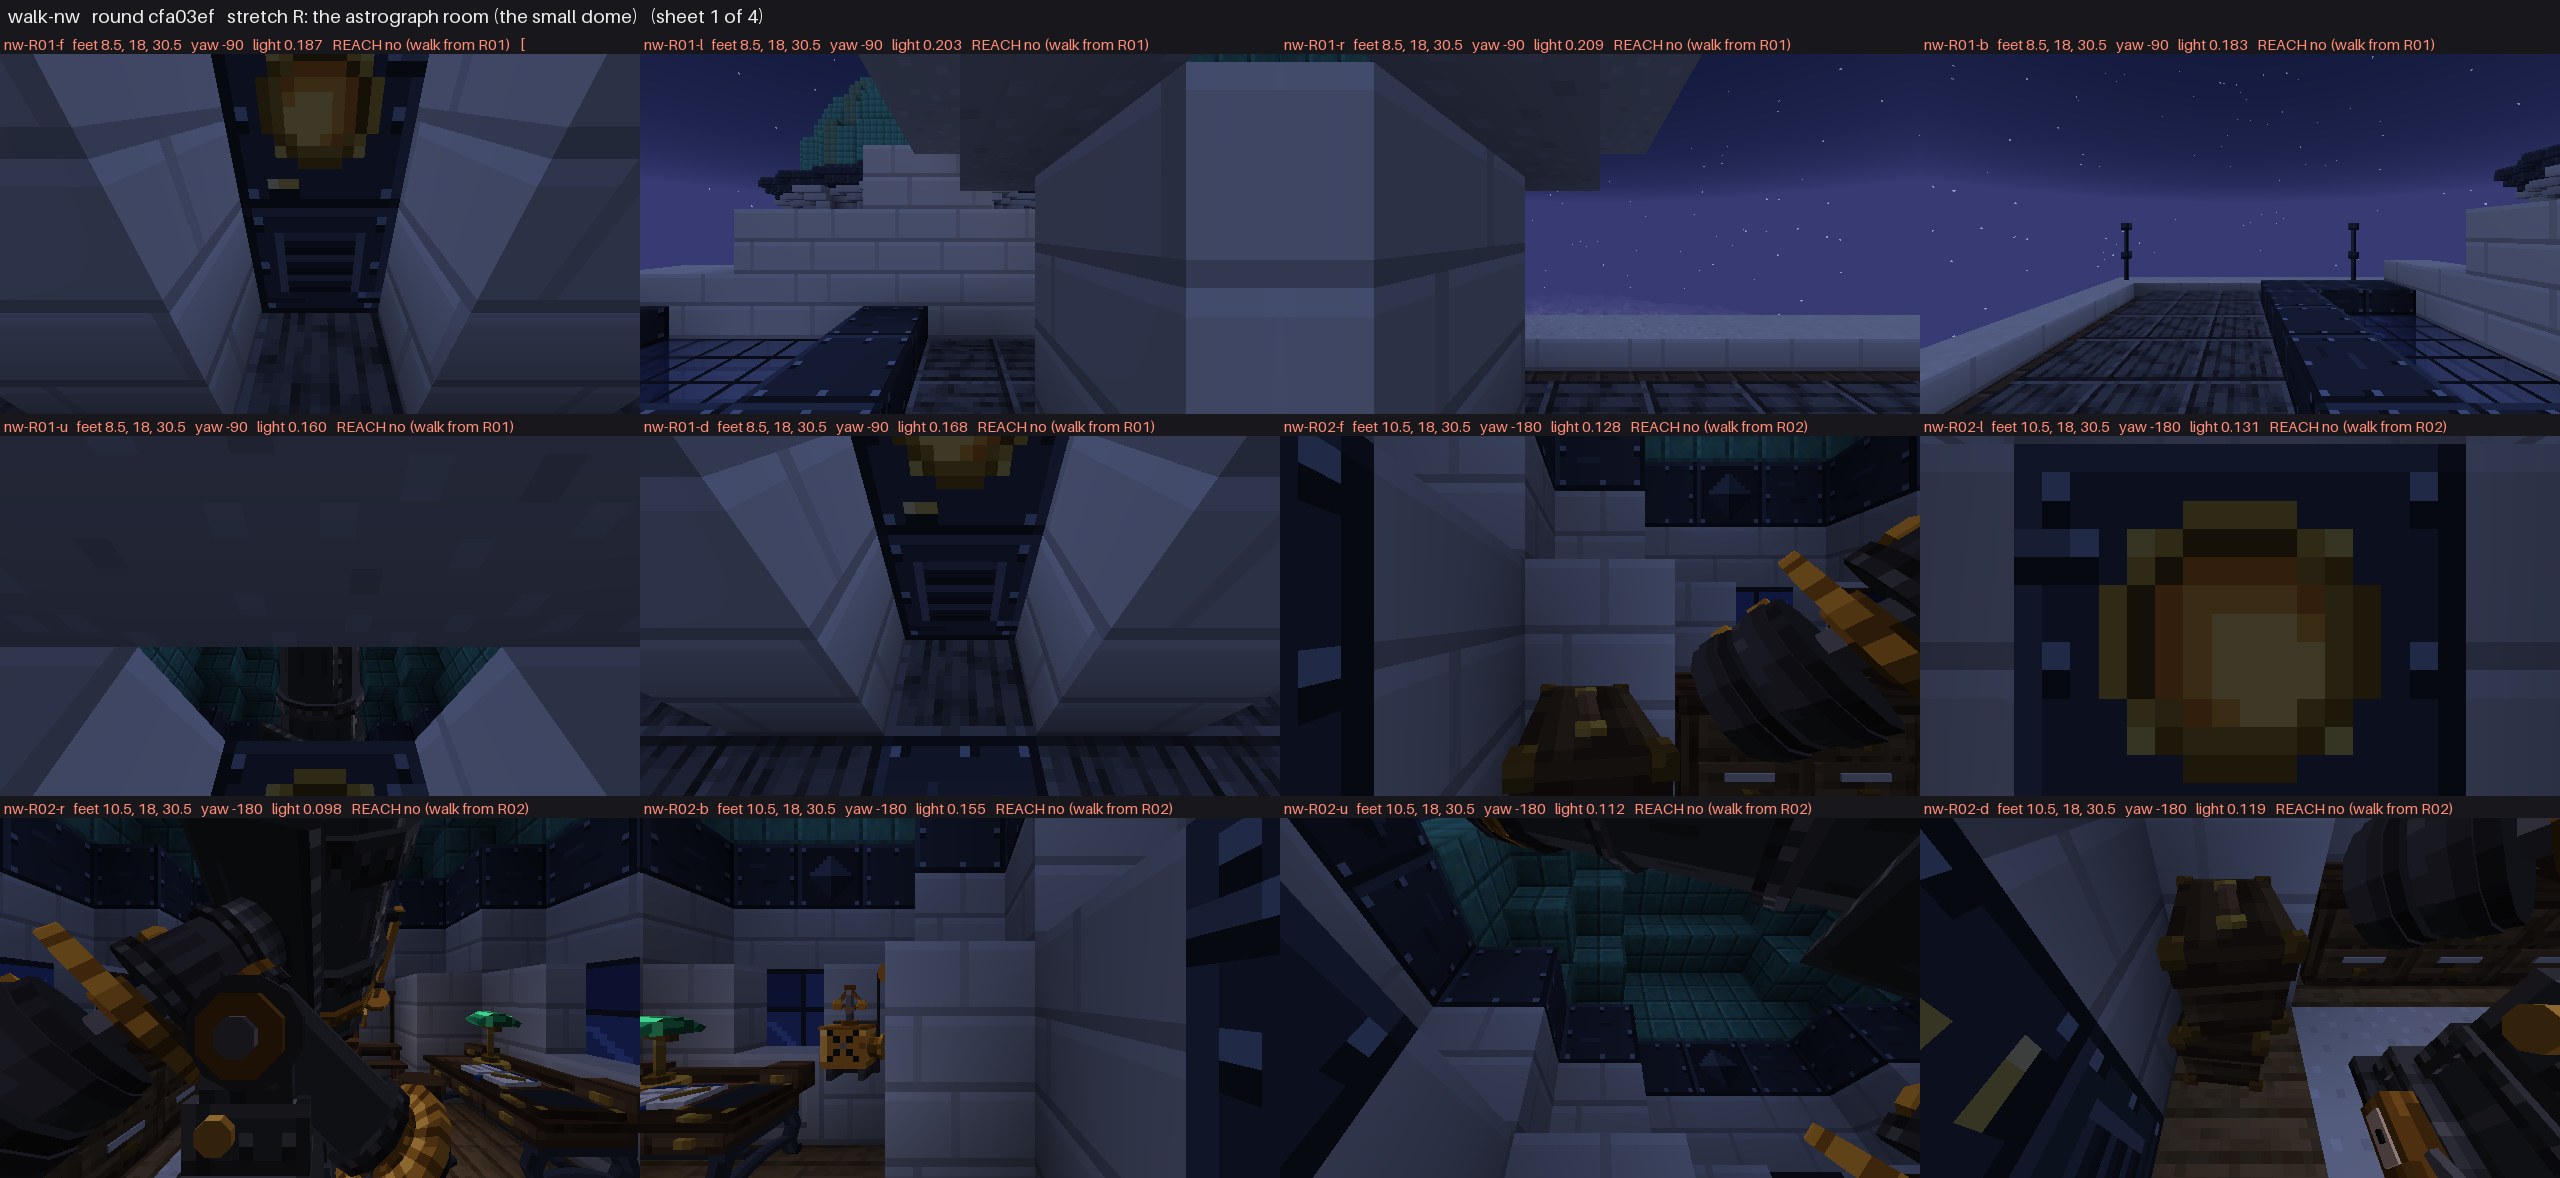 walk-nw round cfa03ef stretch R: the astrograph room (the small dome) (sheet 1 of 4)
nw-R01-f feet 8.5, 18, 30.5 yaw -90 light 0.187 REACH no (walk from R01) [
nw-R01-l feet 8.5, 18, 30.5 yaw -90 light 0.203 REACH no (walk from R01)
nw-R01-r feet 8.5, 18, 30.5 yaw -90 light 0.209 REACH no (walk from R01)
nw-R01-b feet 8.5, 18, 30.5 yaw -90 light 0.183 REACH no (walk from R01)
nw-R01-u feet 8.5, 18, 30.5 yaw -90 light 0.160 REACH no (walk from R01)
nw-R01-d feet 8.5, 18, 30.5 yaw -90 light 0.168 REACH no (walk from R01)
nw-R02-f feet 10.5, 18, 30.5 yaw -180 light 0.128 REACH no (walk from R02)
nw-R02-l feet 10.5, 18, 30.5 yaw -180 light 0.131 REACH no (walk from R02)
nw-R02-r feet 10.5, 18, 30.5 yaw -180 light 0.098 REACH no (walk from R02)
nw-R02-b feet 10.5, 18, 30.5 yaw -180 light 0.155 REACH no (walk from R02)
nw-R02-u feet 10.5, 18, 30.5 yaw -180 light 0.112 REACH no (walk from R02)
nw-R02-d feet 10.5, 18, 30.5 yaw -180 light 0.119 REACH no (walk from R02)